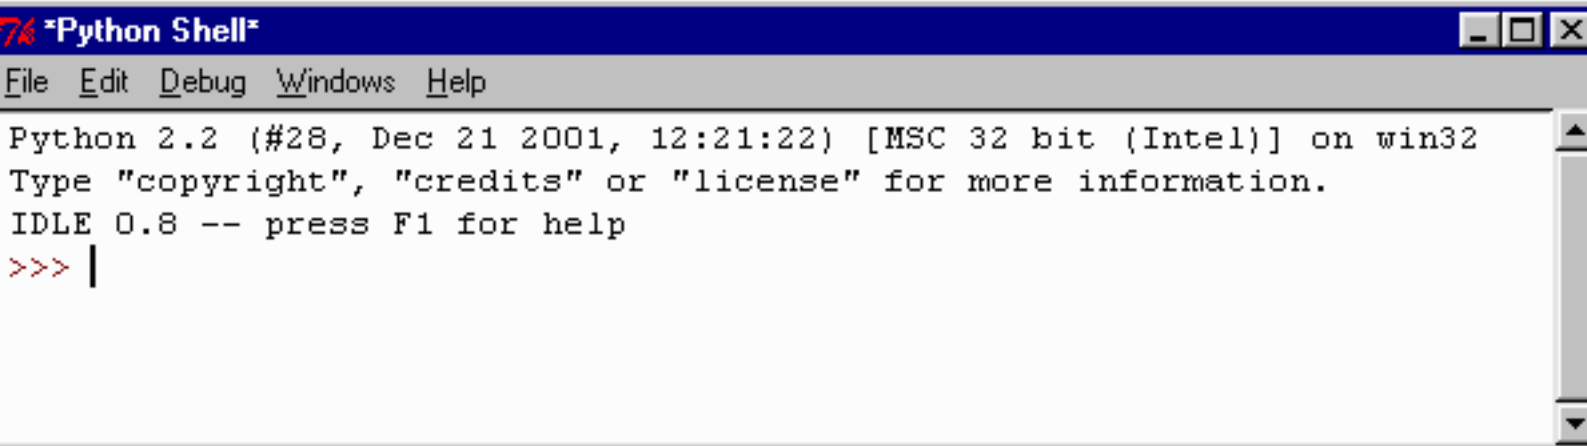 *Python Shell*
File Edit Debug Windows Help
Python 2.2 (#28, Dec 21 2001, 12:21:22) [MSC 32 bit (Intel)] on win32
Type "copyright", "credits" or "license" for more information.
IDLE 0.8 -- press F1 for help
>>>